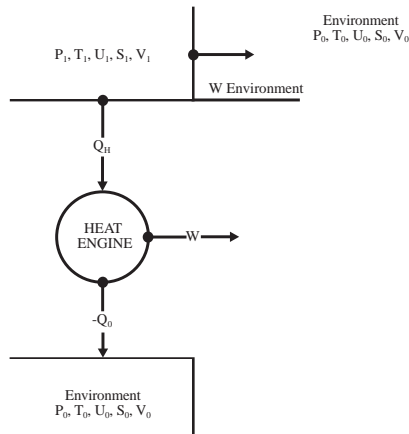 Environment
P₀, T₀, U₀, S₀, V₀
P₁, T₁, U₁, S₁, V₁
W Environment
Q_H
HEAT
ENGINE
W
-Q₀
Environment
P₀, T₀, U₀, S₀, V₀